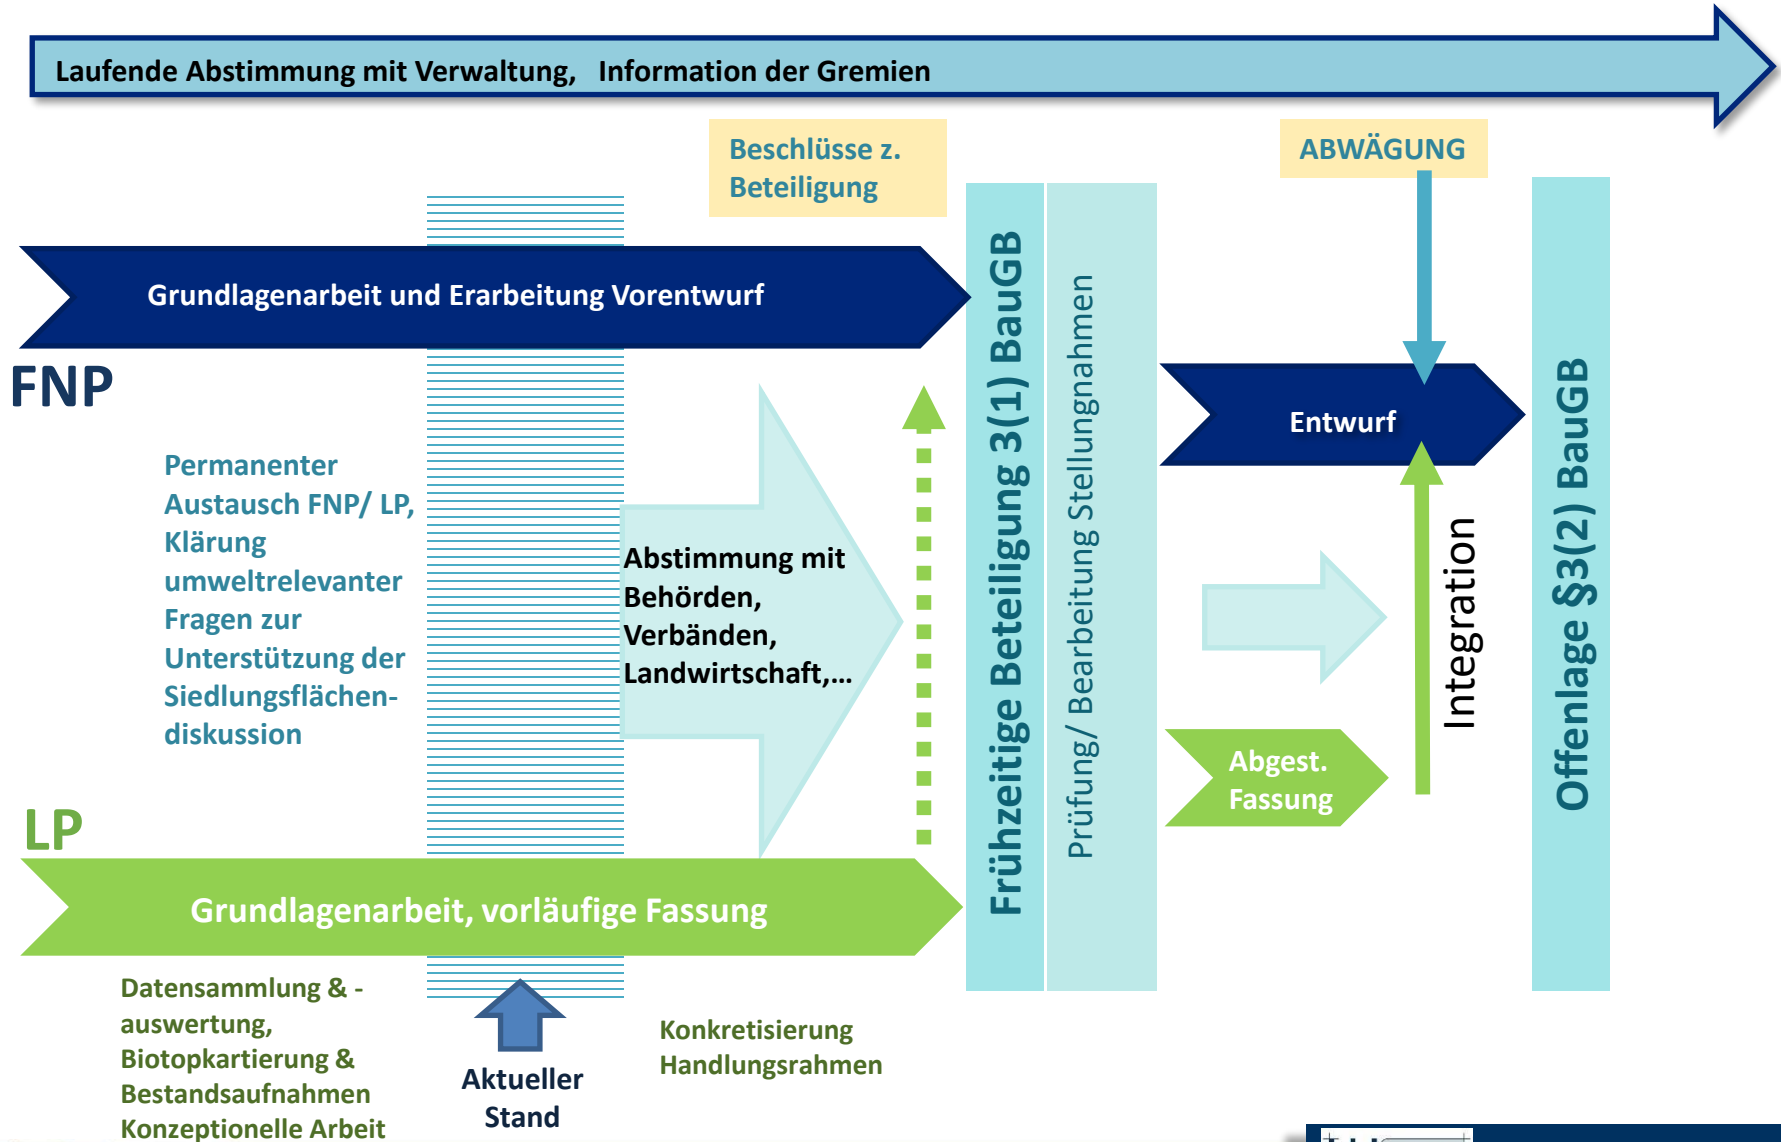 Laufende Abstimmung mit Verwaltung,   Information der Gremien
Beschlüsse z.
Beteiligung
ABWÄGUNG
Grundlagenarbeit und Erarbeitung Vorentwurf
FNP
Permanenter
Austausch FNP/ LP,
Klärung
umweltrelevanter
Fragen zur
Unterstützung der
Siedlungsflächen-
diskussion
Abstimmung mit
Behörden,
Verbänden,
Landwirtschaft,...
Frühzeitige Beteiligung 3(1) BauGB
Prüfung/ Bearbeitung Stellungnahmen
Entwurf
Integration
Abgest.
Fassung
Offenlage §§3(2) BauGB
LP
Grundlagenarbeit, vorläufige Fassung
Datensammlung & -
auswertung,
Biotopkartierung &
Bestandsaufnahmen
Konzeptionelle Arbeit
Aktueller
Stand
Konkretisierung
Handlungsrahmen